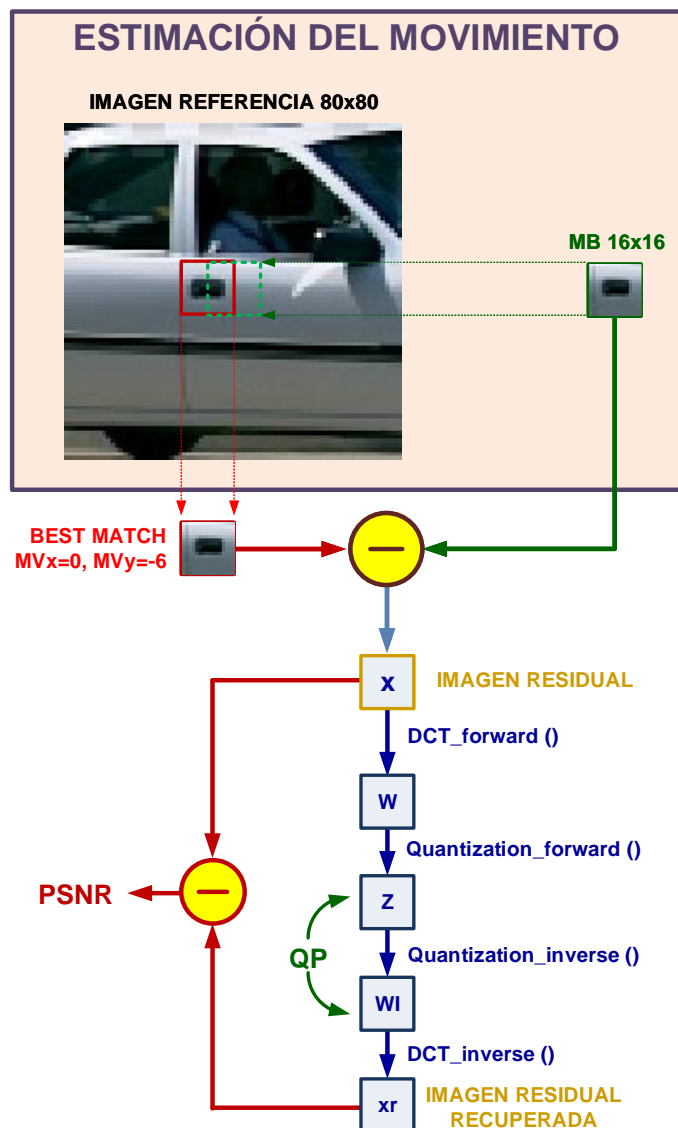 ESTIMACIÓN DEL MOVIMIENTO
IMAGEN REFERENCIA 80x80
MB 16x16
BEST MATCH
MVx=0, MVy=-6
x
IMAGEN RESIDUAL
DCT_forward ()
W
Quantization_forward ()
PSNR
Z
QP
Quantization_inverse ()
WI
DCT_inverse ()
xr
IMAGEN RESIDUAL
RECUPERADA